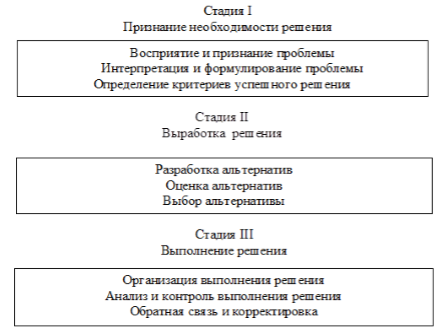 Стадия I
Признание необходимости решения
Восприятие и признание проблемы
Интерпретация и формулирование проблемы
Определение критериев успешного решения
Стадия II
Выработка решения
Разработка альтернатив
Оценка альтернатив
Выбор альтернативы
Стадия III
Выполнение решения
Организация выполнения решения
Анализ и контроль выполнения решения
Обратная связь и корректировка